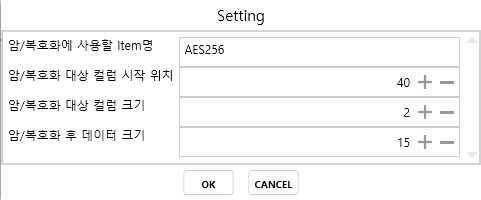 Setting
암/복호화에 사용할 Item명
AES256
암/복호화 대상 컬럼 시작 위치
40
암/복호화 대상 컬럼 크기
2
암/복호화 후 데이터 크기
15
OK CANCEL